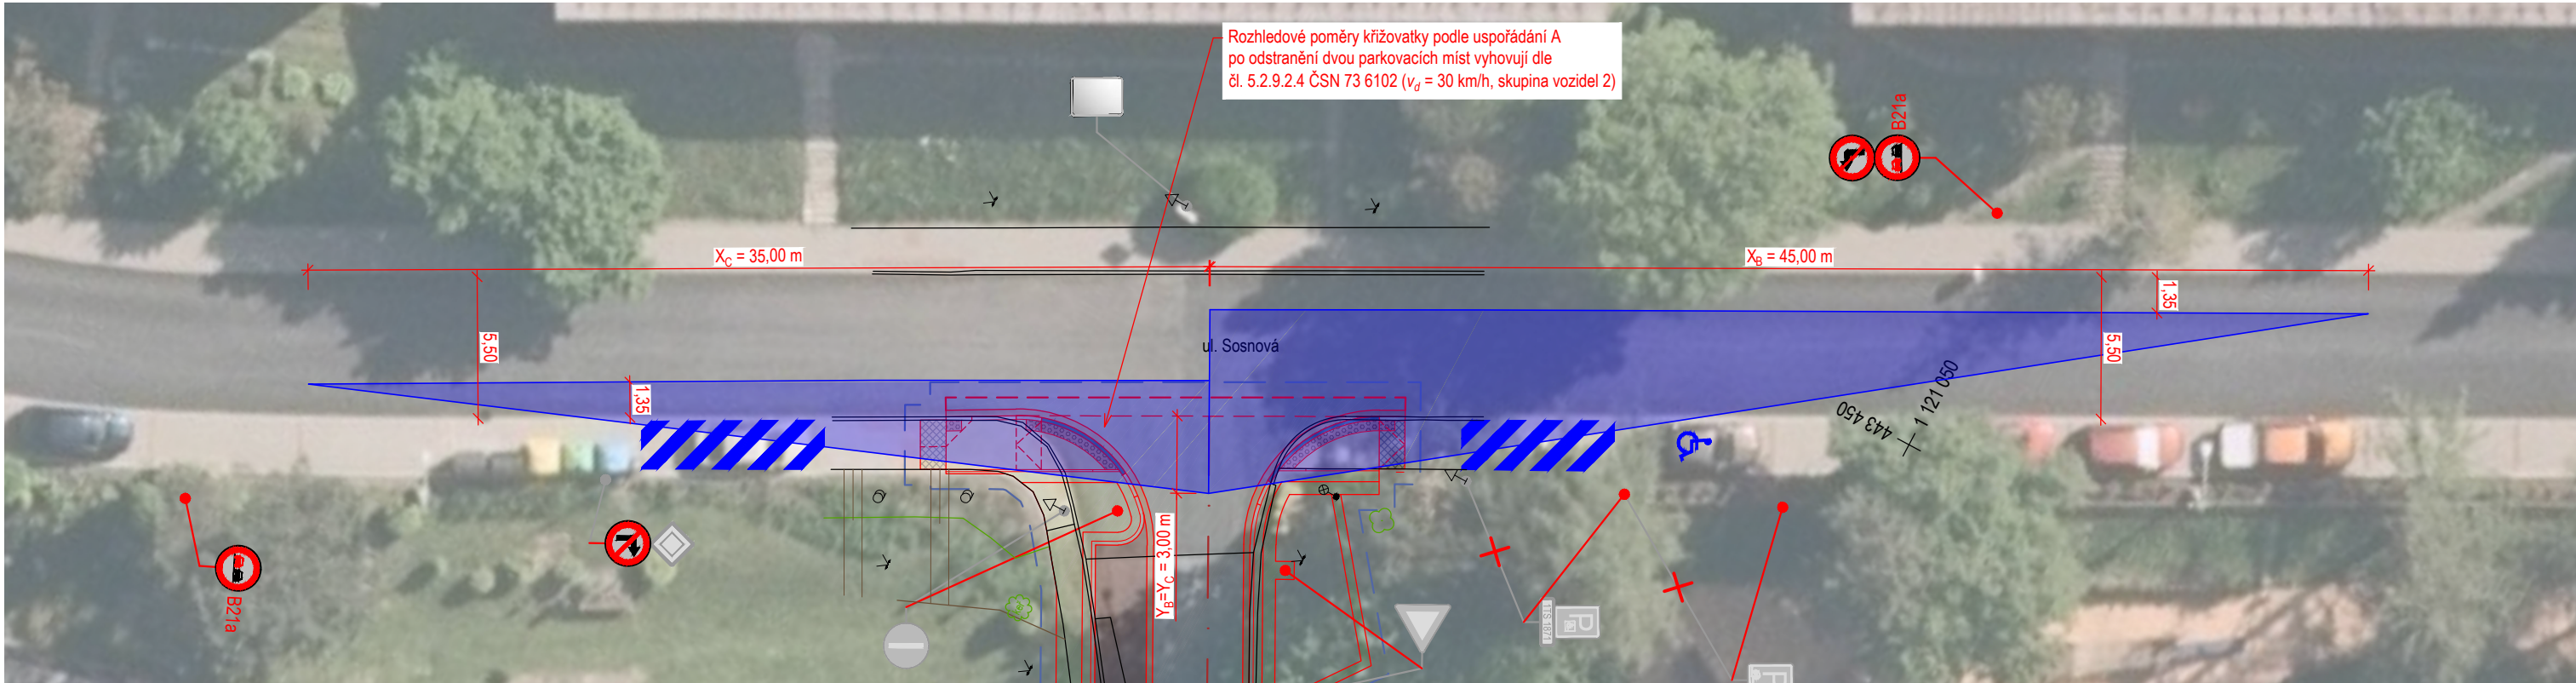 Rozhledové poměry křižovatky podle uspořádání A
po odstranění dvou parkovacích míst vyhovují dle
čl. 5.2.9.2.4 ČSN 73 6102 (vd = 30 km/h, skupina vozidel 2)
B21a
XC = 35,00 m
XB = 45,00 m
1,35
5,50
5,50
ul. Sosnová
1,35
443 450
1 121 050
YB=YC = 3,00 m
B21a
P